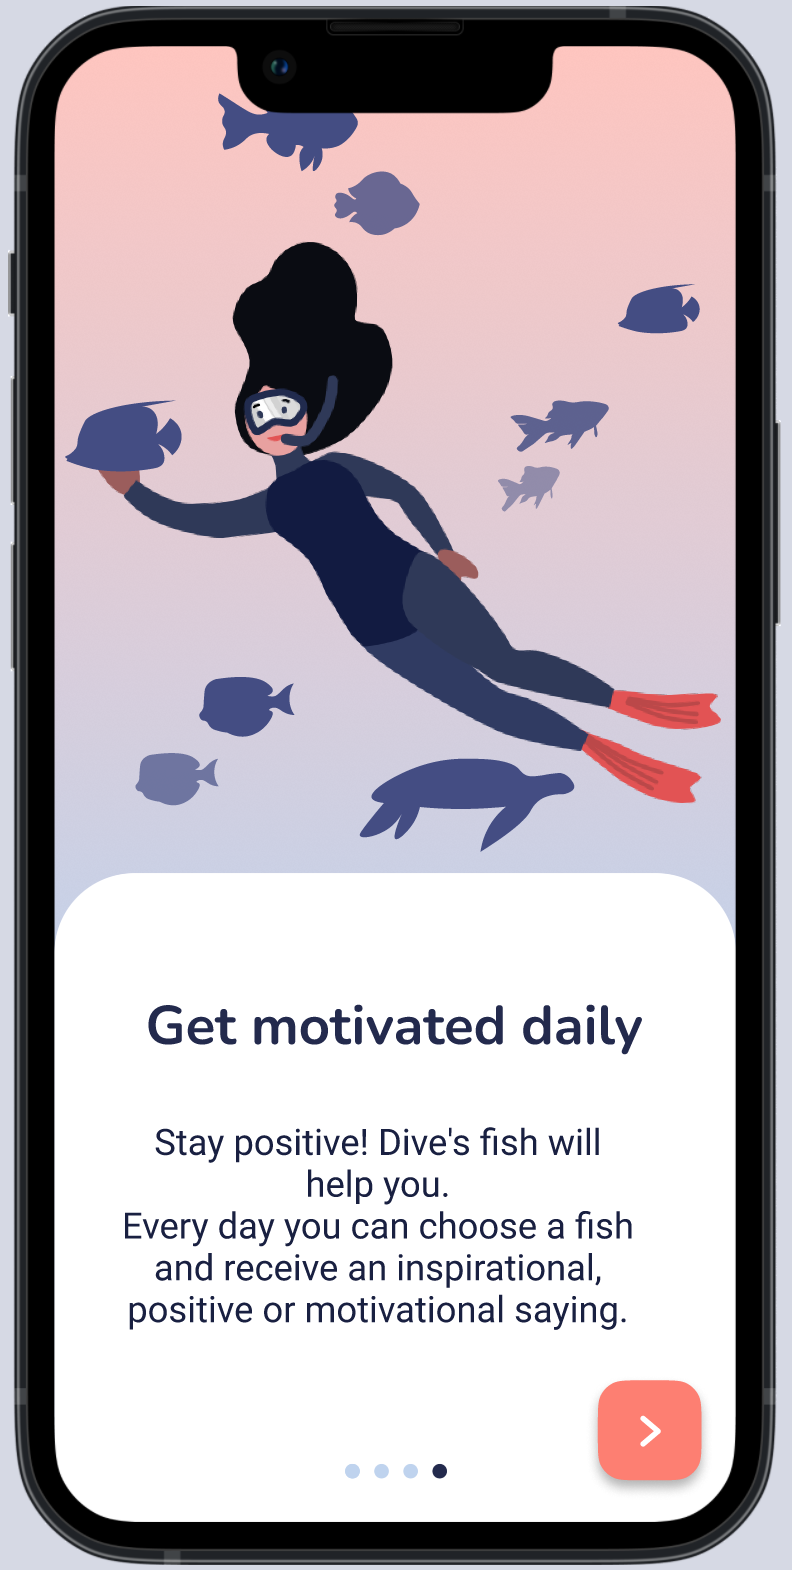 Get motivated daily
Stay positive! Dive's fish will
help you.
Every day you can choose a fish
and receive an inspirational,
positive or motivational saying.